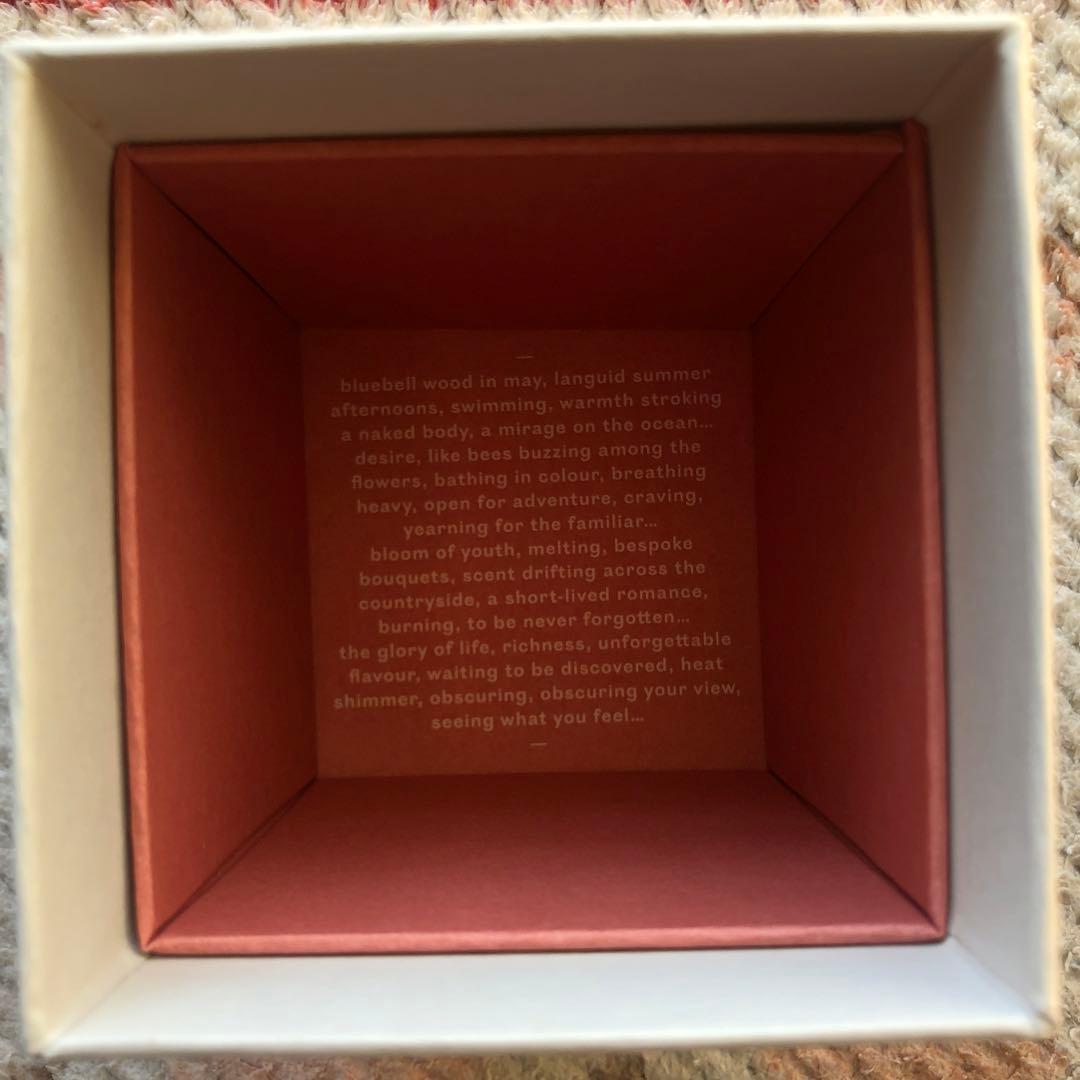 —
bluebell wood in may, languid summer
afternoons, swimming, warmth stroking
a naked body, a mirage on the ocean...
desire, like bees buzzing among the
flowers, bathing in colour, breathing
heavy, open for adventure, craving,
yearning for the familiar...
bloom of youth, melting, bespoke
bouquets, scent drifting across the
countryside, a short-lived romance,
burning, to be never forgotten...
the glory of life, richness, unforgettable
flavour, waiting to be discovered, heat
shimmer, obscuring, obscuring your view,
seeing what you feel...
—